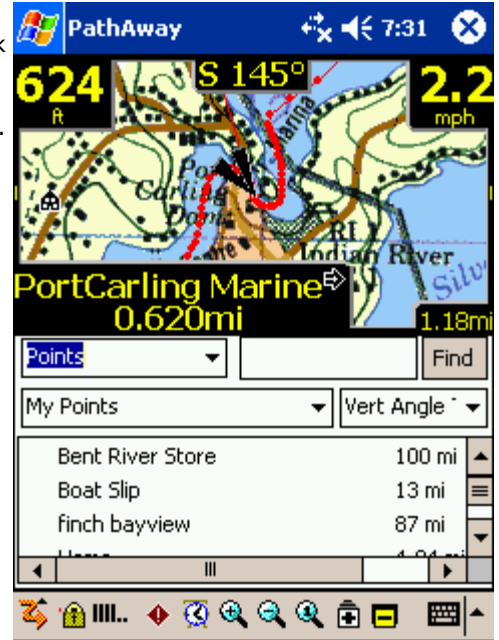 PathAway 7:31
k
624
ft
S 145°
2.2
mph
.
Marina
Port
Carling
Indian River
PortCarling Marine
0.620mi
1.18mi
Points Find
My Points Vert Angle
Bent River Store 100 mi
Boat Slip 13 mi
finch bayview 87 mi